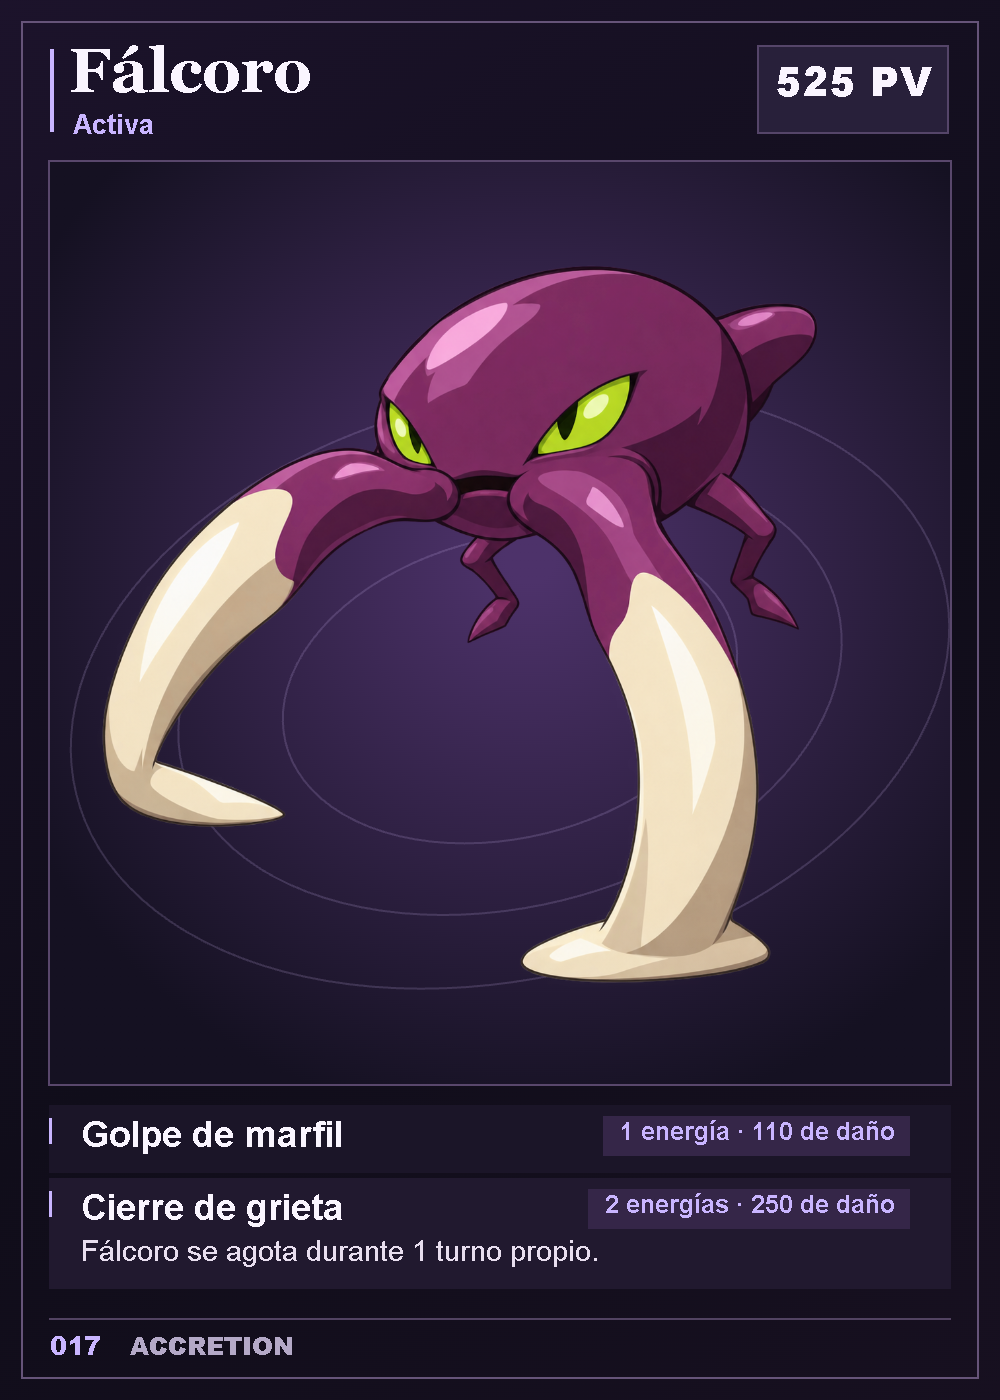 Fálcoro
525 PV
Activa
Golpe de marfil
1 energía · 110 de daño
Cierre de grieta
2 energías · 250 de daño
Fálcoro se agota durante 1 turno propio.
017 ACCRETION